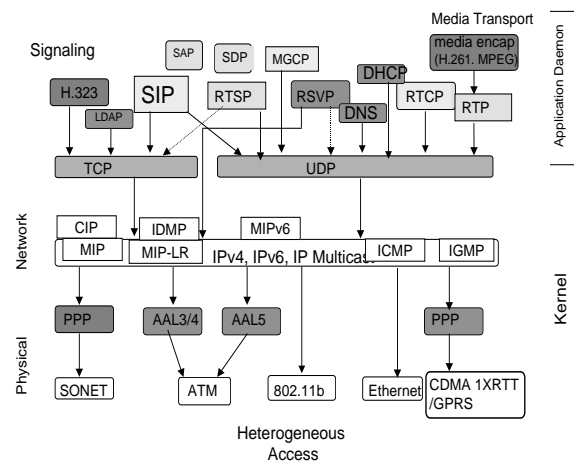 Media Transport
Signaling
SAP
SDP
MGCP
media encap
(H.261. MPEG)
H.323
SIP
RTSP
RSVP
DHCP
RTCP
RTP
LDAP
DNS
Application Daemon
TCP
UDP
Network
CIP
IDMP
MIPv6
MIP
MIP-LR
IPv4, IPv6, IP Multicast
ICMP
IGMP
Kernel
Physical
PPP
AAL3/4
AAL5
PPP
SONET
ATM
802.11b
Ethernet
CDMA 1XRTT
/GPRS
Heterogeneous
Access